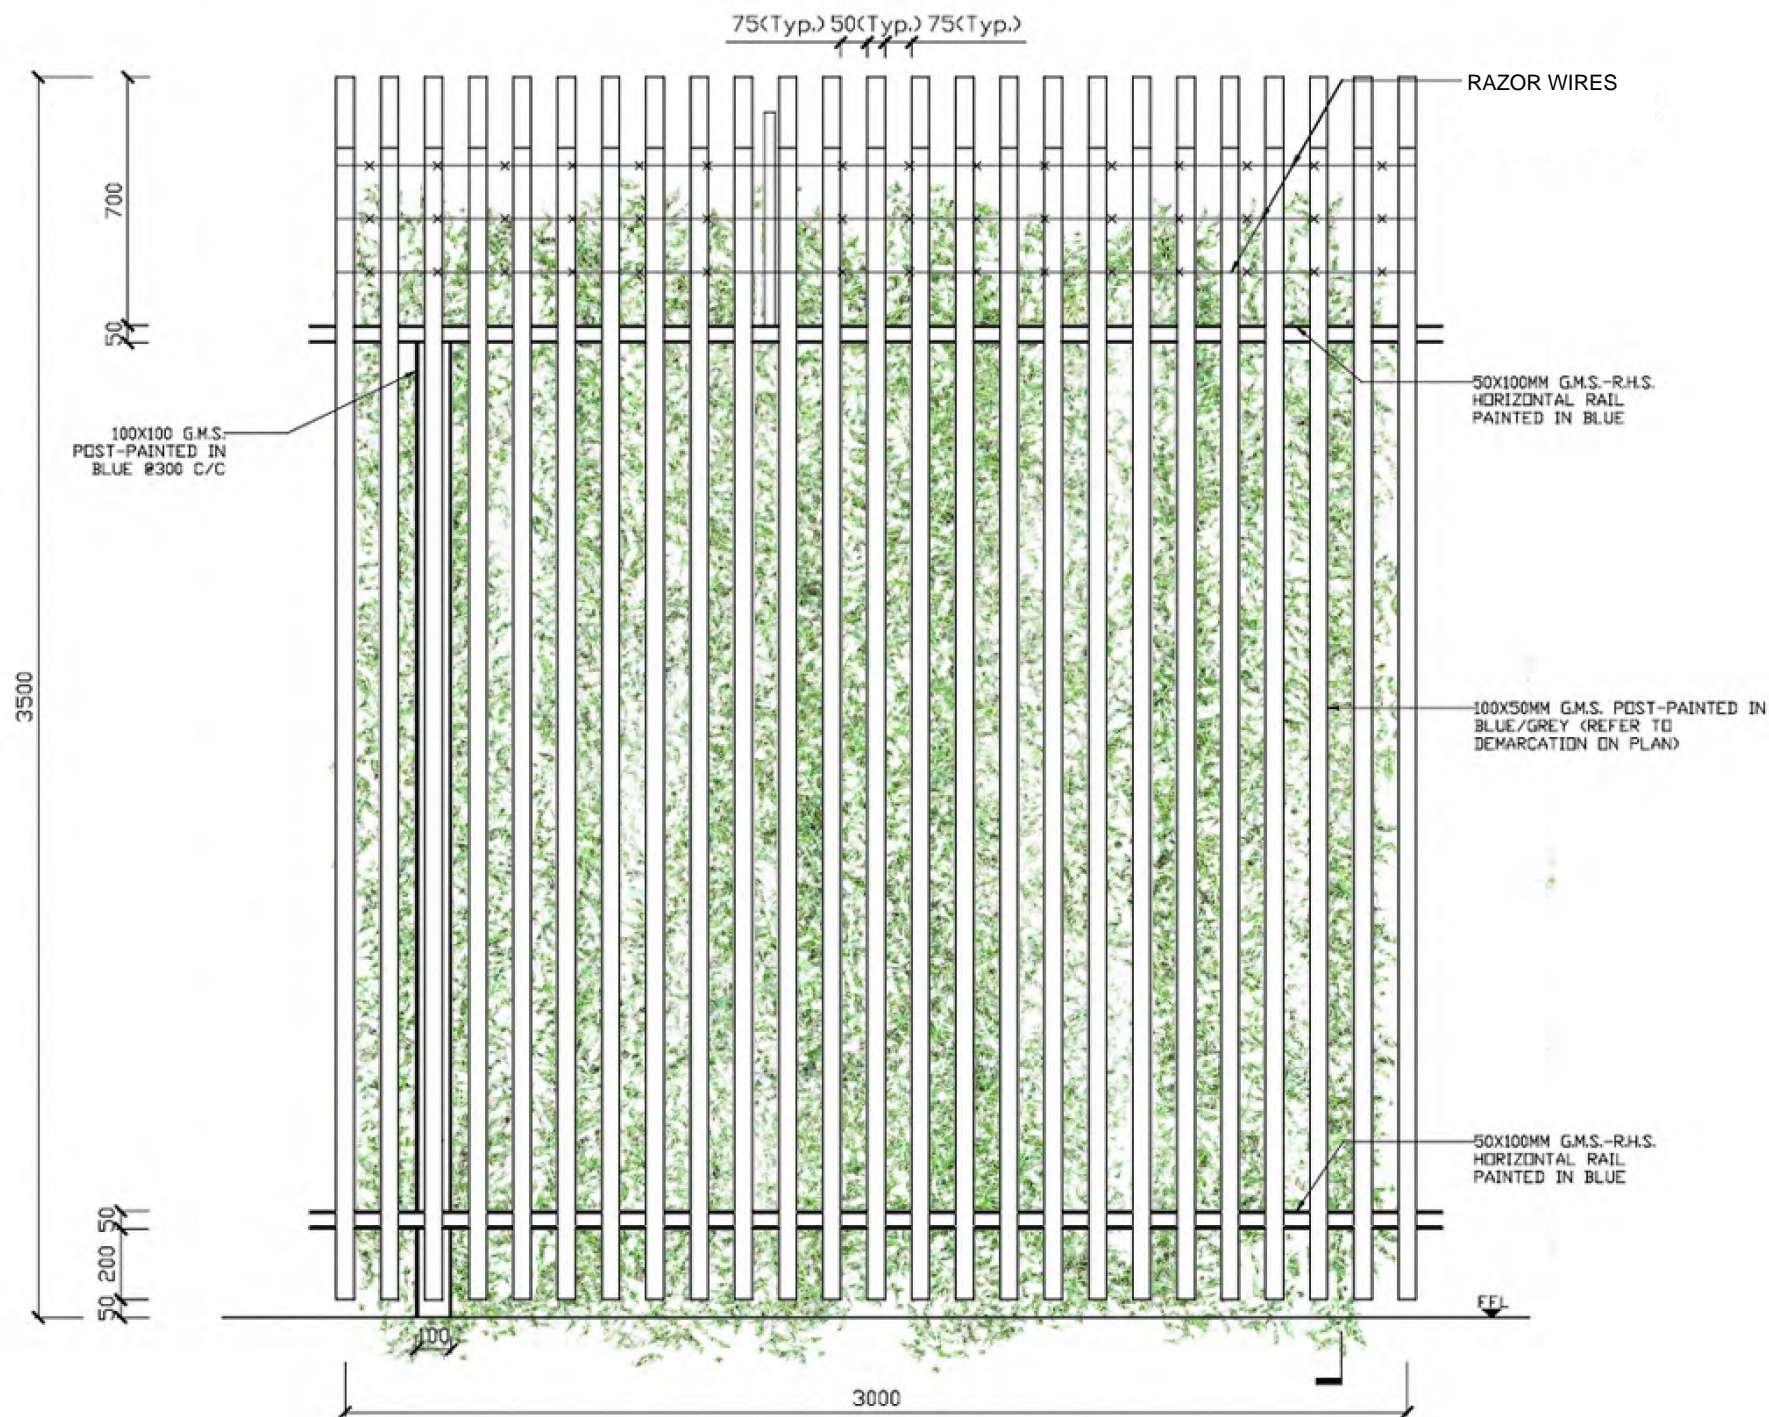 75(Typ.) 50(Typ.) 75(Typ.)
RAZOR WIRES
700
50
50X100MM G.M.S.-R.H.S.
HORIZONTAL RAIL
PAINTED IN BLUE
100X100 G.M.S.
POST-PAINTED IN
BLUE @300 C/C
3500
100X50MM G.M.S. POST-PAINTED IN
BLUE/GREY (REFER TO
DEMARCATION ON PLAN)
50X100MM G.M.S.-R.H.S.
HORIZONTAL RAIL
PAINTED IN BLUE
50
200
50
FFL
100
3000